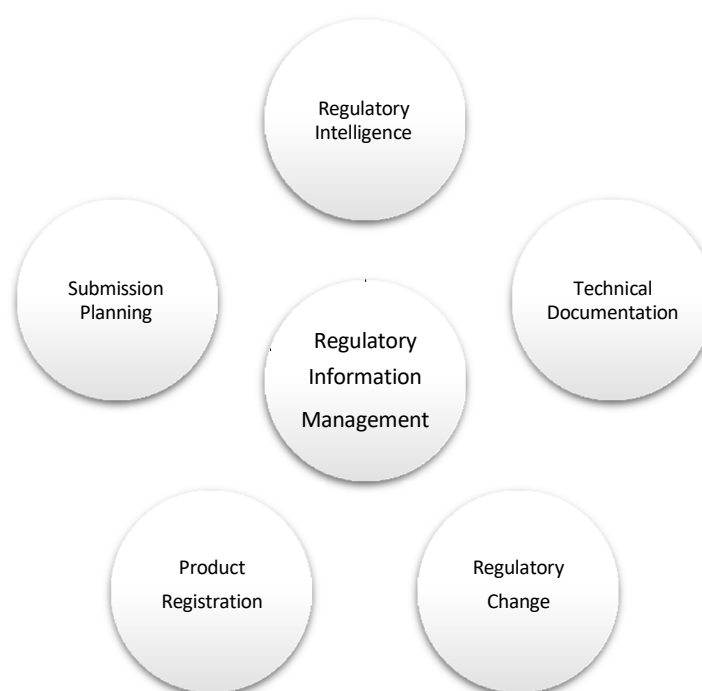 Regulatory
Intelligence
Submission
Planning
Technical
Documentation
Regulatory
Information
Management
Product
Registration
Regulatory
Change